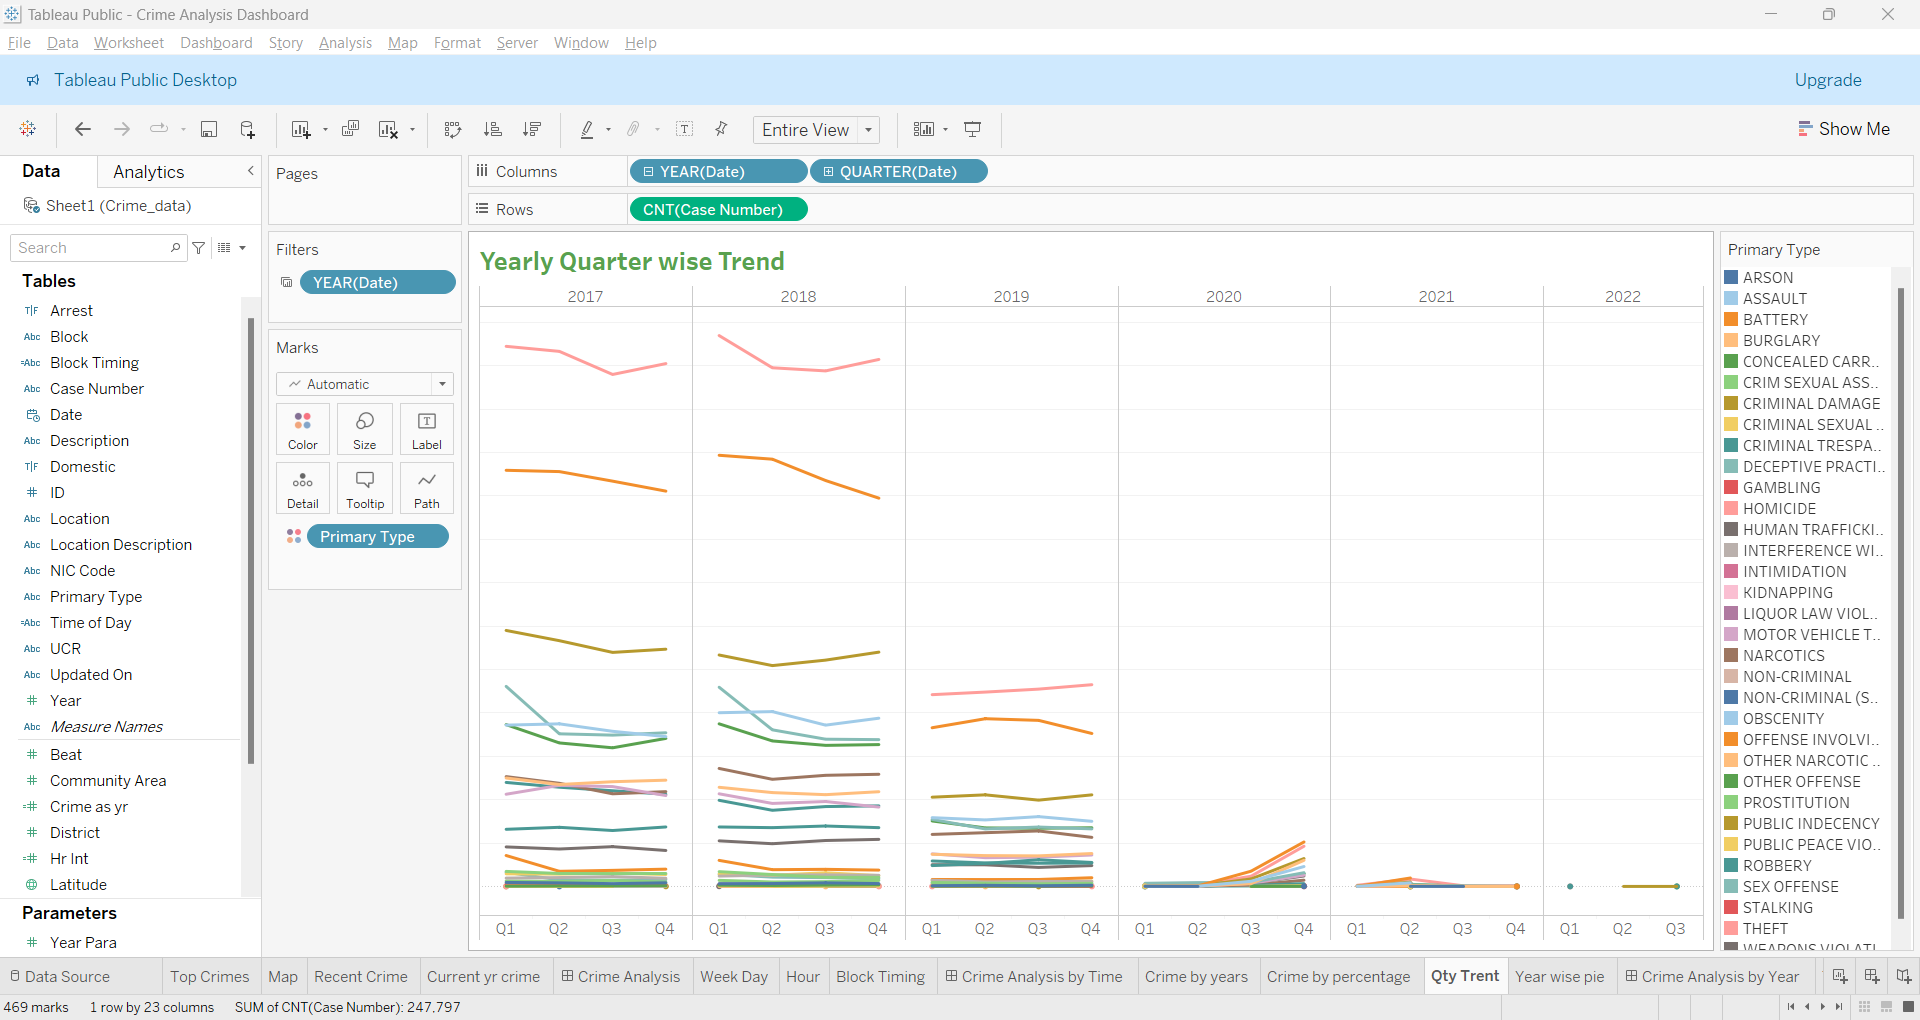 Tableau Public - Crime Analysis Dashboard
File Data Worksheet Dashboard Story Analysis Map Format Server Window Help
Tableau Public Desktop
Upgrade
Entire View
Show Me
Data
Analytics
Sheet1 (Crime_data)
Search
Tables
T|F Arrest
Abc Block
=Abc Block Timing
Abc Case Number
Date
Abc Description
T|F Domestic
# ID
Abc Location
Abc Location Description
Abc NIC Code
Abc Primary Type
=Abc Time of Day
Abc UCR
Abc Updated On
# Year
Abc Measure Names
# Beat
# Community Area
=# Crime as yr
# District
=# Hr Int
Latitude
Parameters
# Year Para
Pages
Filters
YEAR(Date)
Marks
Automatic
Color Size Label
Detail Tooltip Path
Primary Type
Columns YEAR(Date) QUARTER(Date)
Rows CNT(Case Number)
Yearly Quarter wise Trend
2017 2018 2019 2020 2021 2022
Q1 Q2 Q3 Q4 Q1 Q2 Q3 Q4 Q1 Q2 Q3 Q4 Q1 Q2 Q3 Q4 Q1 Q2 Q3 Q4 Q1 Q2 Q3
Primary Type
ARSON
ASSAULT
BATTERY
BURGLARY
CONCEALED CARR..
CRIM SEXUAL ASS..
CRIMINAL DAMAGE
CRIMINAL SEXUAL ..
CRIMINAL TRESPA..
DECEPTIVE PRACTI..
GAMBLING
HOMICIDE
HUMAN TRAFFICKI..
INTERFERENCE WI..
INTIMIDATION
KIDNAPPING
LIQUOR LAW VIOL..
MOTOR VEHICLE T..
NARCOTICS
NON-CRIMINAL
NON-CRIMINAL (S..
OBSCENITY
OFFENSE INVOLVI..
OTHER NARCOTIC ..
OTHER OFFENSE
PROSTITUTION
PUBLIC INDECENCY
PUBLIC PEACE VIO..
ROBBERY
SEX OFFENSE
STALKING
THEFT
WEAPONS VIOLATI..
Data Source Top Crimes Map Recent Crime Current yr crime Crime Analysis Week Day Hour Block Timing Crime Analysis by Time Crime by years Crime by percentage Qty Trent Year wise pie Crime Analysis by Year
469 marks 1 row by 23 columns SUM of CNT(Case Number): 247,797